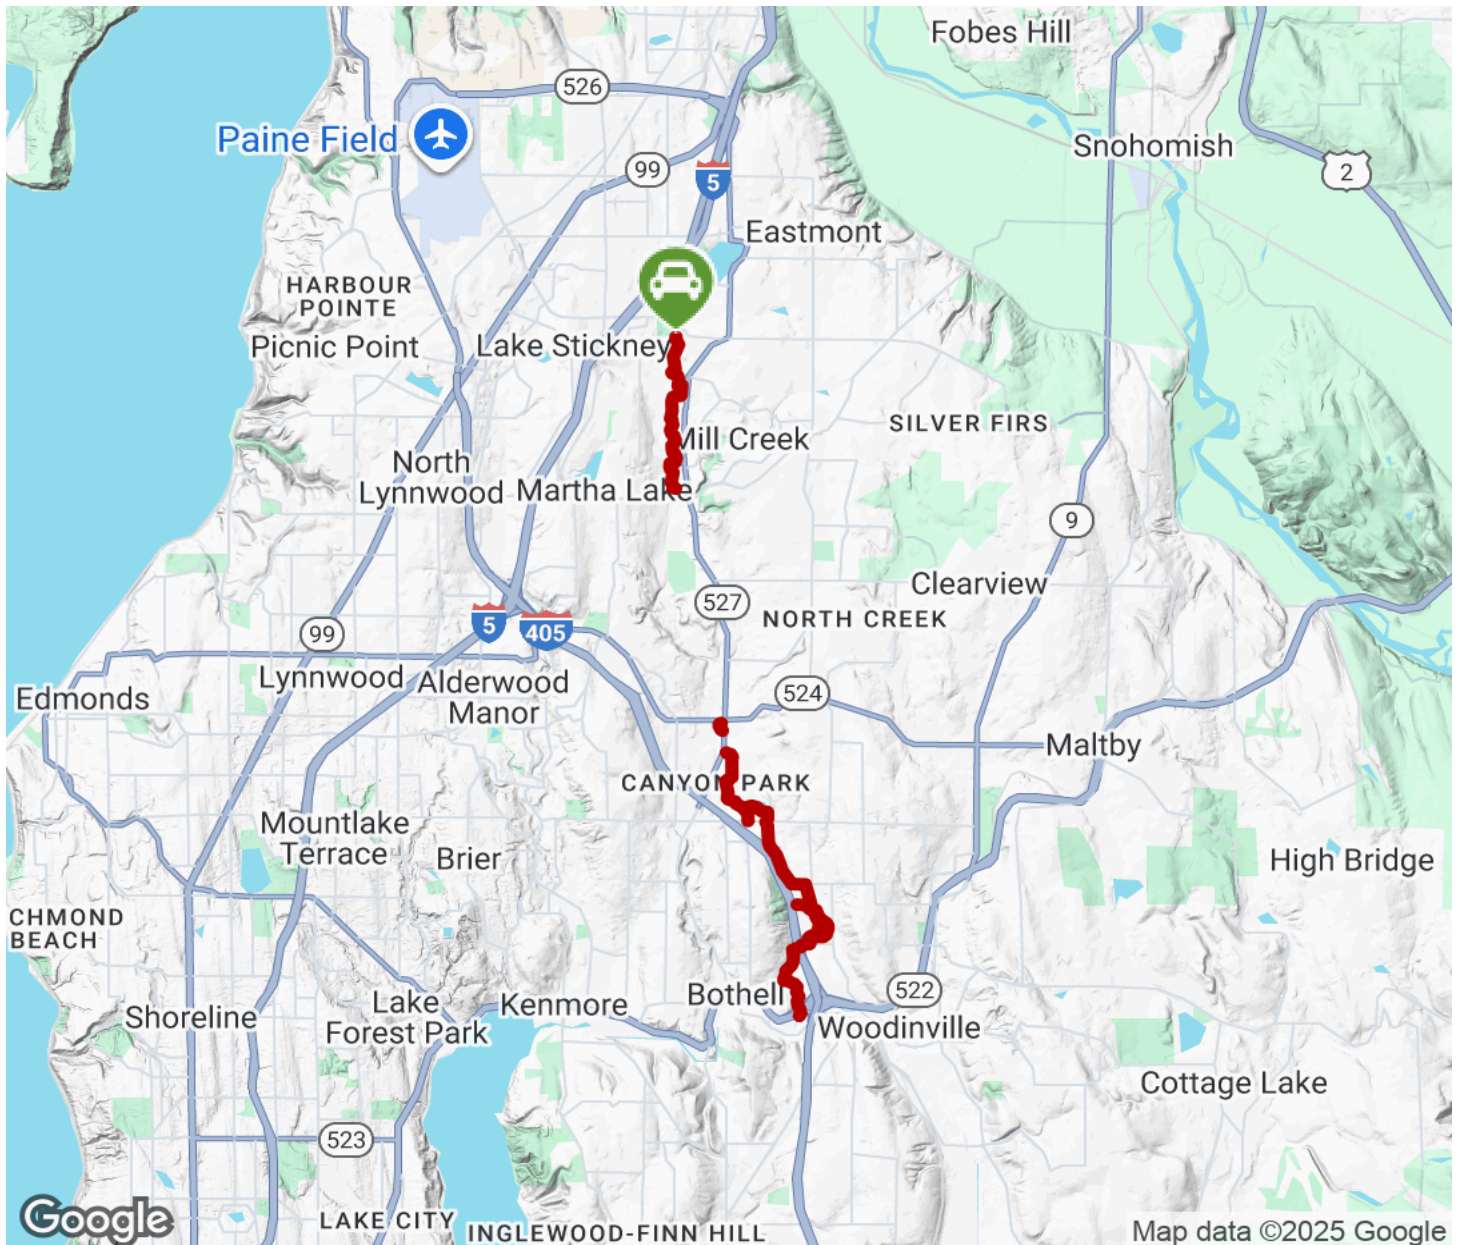 Fobes Hill
526
Paine Field
Snohomish
99
2
5
Eastmont
HARBOUR
POINTE
Lake Stickney
Picnic Point
SILVER FIRS
Mill Creek
North
Lynnwood
Martha Lake
9
Clearview
527
NORTH CREEK
5
405
99
Lynnwood
Alderwood
Manor
524
Edmonds
Maltby
CANYON PARK
Mountlake
Terrace
Brier
High Bridge
CHMOND
BEACH
Bothell
522
Lake
Forest Park
Kenmore
Shoreline
Woodinville
Cottage Lake
523
Google
LAKE CITY
INGLEWOOD-FINN HILL
Map data ©2025 Google